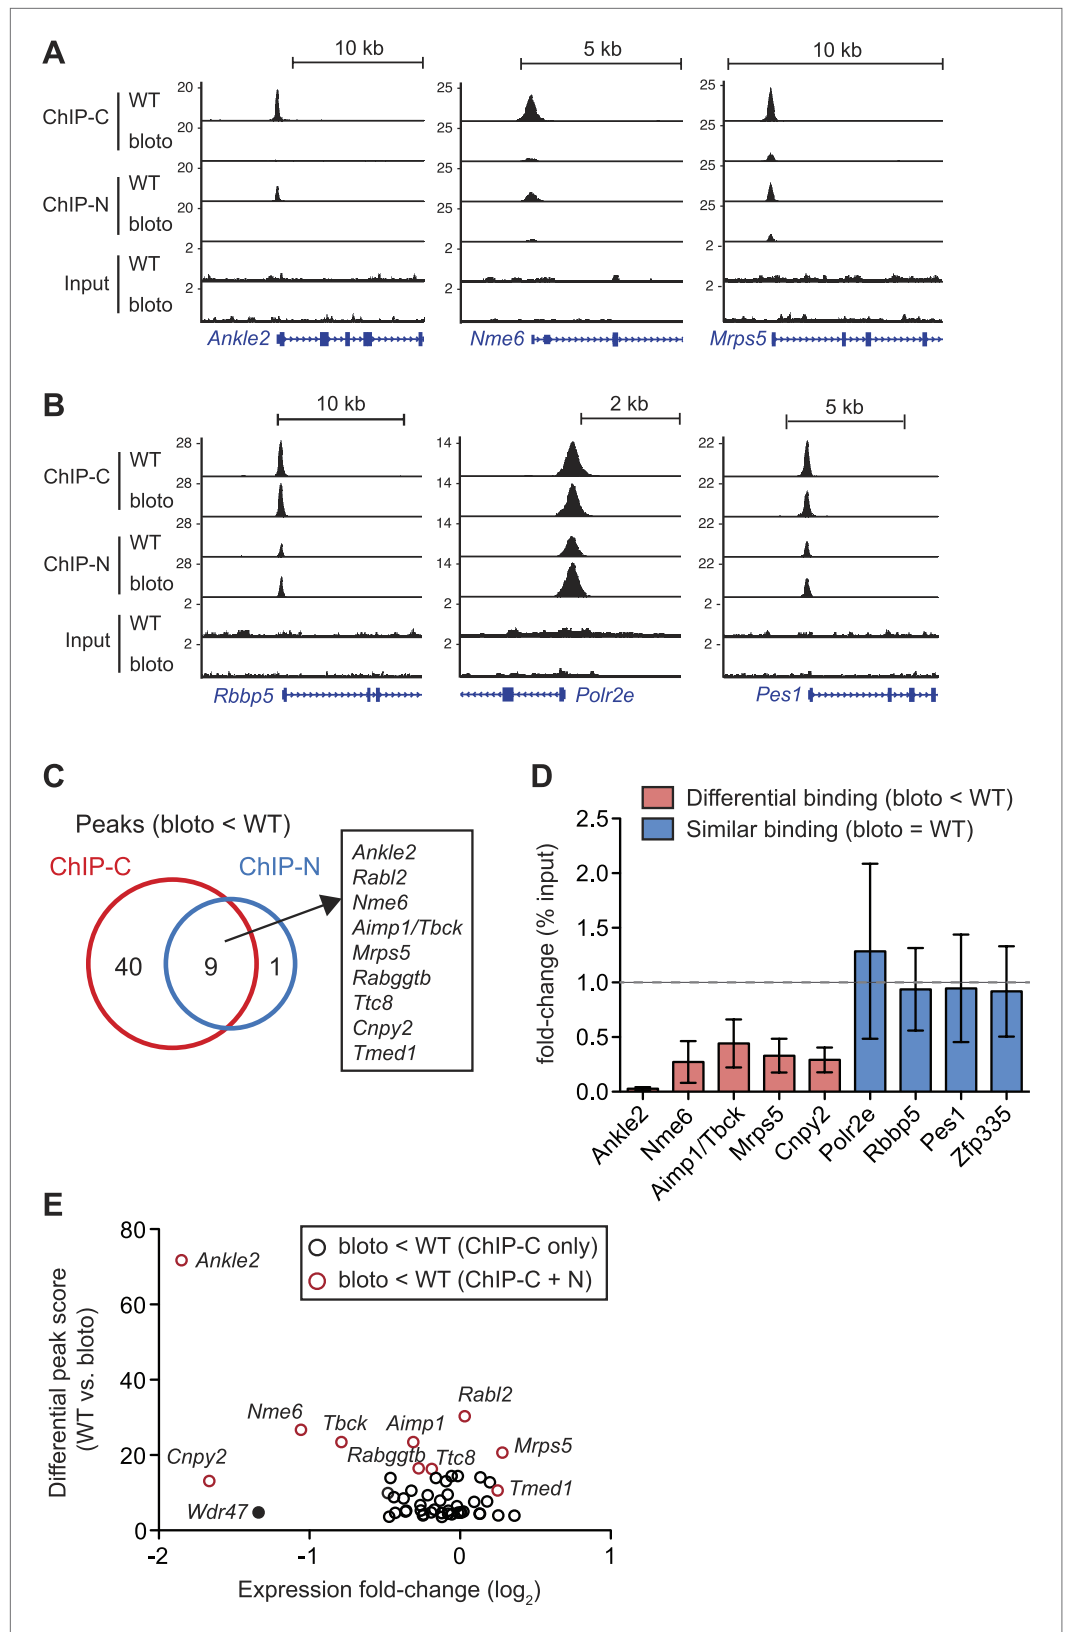 A
10 kb
5 kb
10 kb
ChIP-C
WT
bloto
ChIP-N
WT
bloto
Input
WT
bloto
20
20
20
20
2
2
25
25
25
25
2
2
25
25
25
25
2
2
Ankle2
Nme6
Mrps5
B
10 kb
2 kb
5 kb
ChIP-C
WT
bloto
ChIP-N
WT
bloto
Input
WT
bloto
28
28
28
28
2
2
14
14
14
14
2
2
22
22
22
22
2
2
Rbbp5
Polr2e
Pes1
C
Peaks (bloto < WT)
ChIP-C
ChIP-N
40
9
1
Ankle2
Rabl2
Nme6
Aimp1/Tbck
Mrps5
Rabggtb
Ttc8
Cnpy2
Tmed1
D
Differential binding (bloto < WT)
Similar binding (bloto = WT)
fold-change (% input)
2.5
2.0
1.5
1.0
0.5
0.0
Ankle2
Nme6
Aimp1/Tbck
Mrps5
Cnpy2
Polr2e
Rbbp5
Pes1
Zfp335
E
Differential peak score
(WT vs. bloto)
80
60
40
20
0
bloto < WT (ChIP-C only)
bloto < WT (ChIP-C + N)
Ankle2
Rabl2
Nme6
Tbck
Aimp1
Mrps5
Cnpy2
Rabggtb
Ttc8
Tmed1
Wdr47
-2
-1
0
1
Expression fold-change (log2)